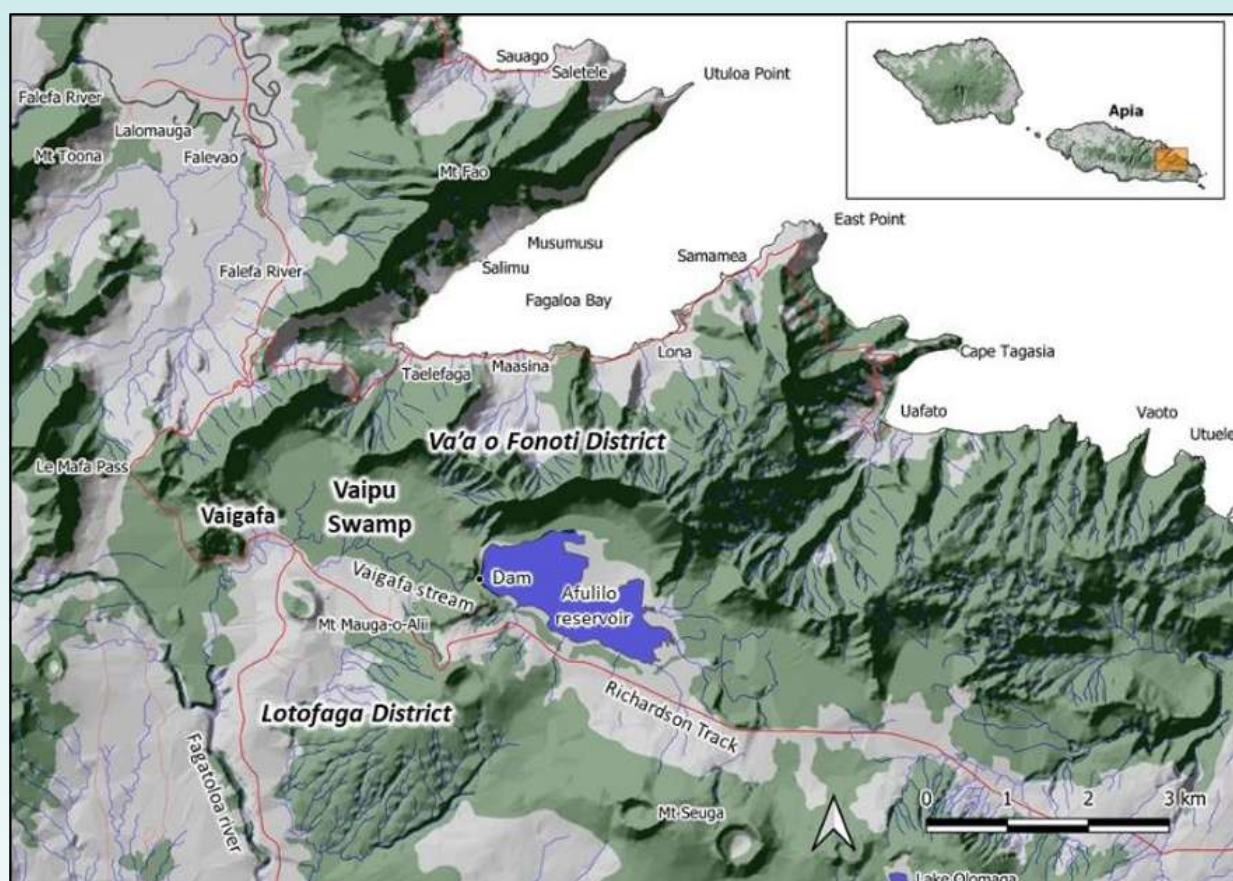 Sauago
Saletele
Utuloa Point
Apia
Falefa River
Lalomauga
Falevao
Mt Toona
Mt Fao
East Point
Musumusu
Samamea
Salimu
Falefa River
Fagaloa Bay
Lona
Cape Tagasia
Maasina
Taelefaga
Uafato
Vaoto
Utuele
Va'a o Fonoti District
Le Mafa Pass
Vaipu
Swamp
Vaigafa
Vaigafa stream
Dam
Afulilo
reservoir
Mt Mauga-o-Alii
Richardson Track
Lotofaga District
Fagatoloa river
Mt Seuga
0 1 2 3 km
Lake Olomaga